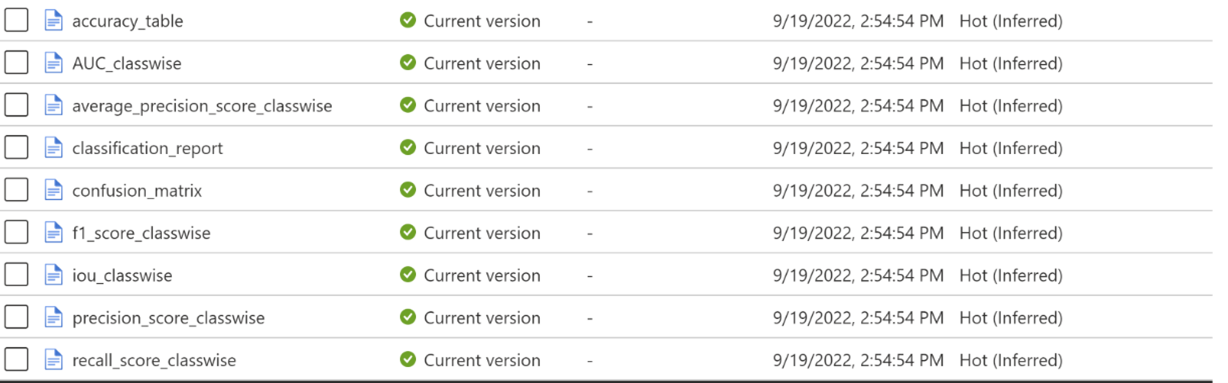 accuracy_table Current version - 9/19/2022, 2:54:54 PM Hot (Inferred)
AUC_classwise Current version - 9/19/2022, 2:54:54 PM Hot (Inferred)
average_precision_score_classwise Current version - 9/19/2022, 2:54:54 PM Hot (Inferred)
classification_report Current version - 9/19/2022, 2:54:54 PM Hot (Inferred)
confusion_matrix Current version - 9/19/2022, 2:54:54 PM Hot (Inferred)
f1_score_classwise Current version - 9/19/2022, 2:54:54 PM Hot (Inferred)
iou_classwise Current version - 9/19/2022, 2:54:54 PM Hot (Inferred)
precision_score_classwise Current version - 9/19/2022, 2:54:54 PM Hot (Inferred)
recall_score_classwise Current version - 9/19/2022, 2:54:54 PM Hot (Inferred)